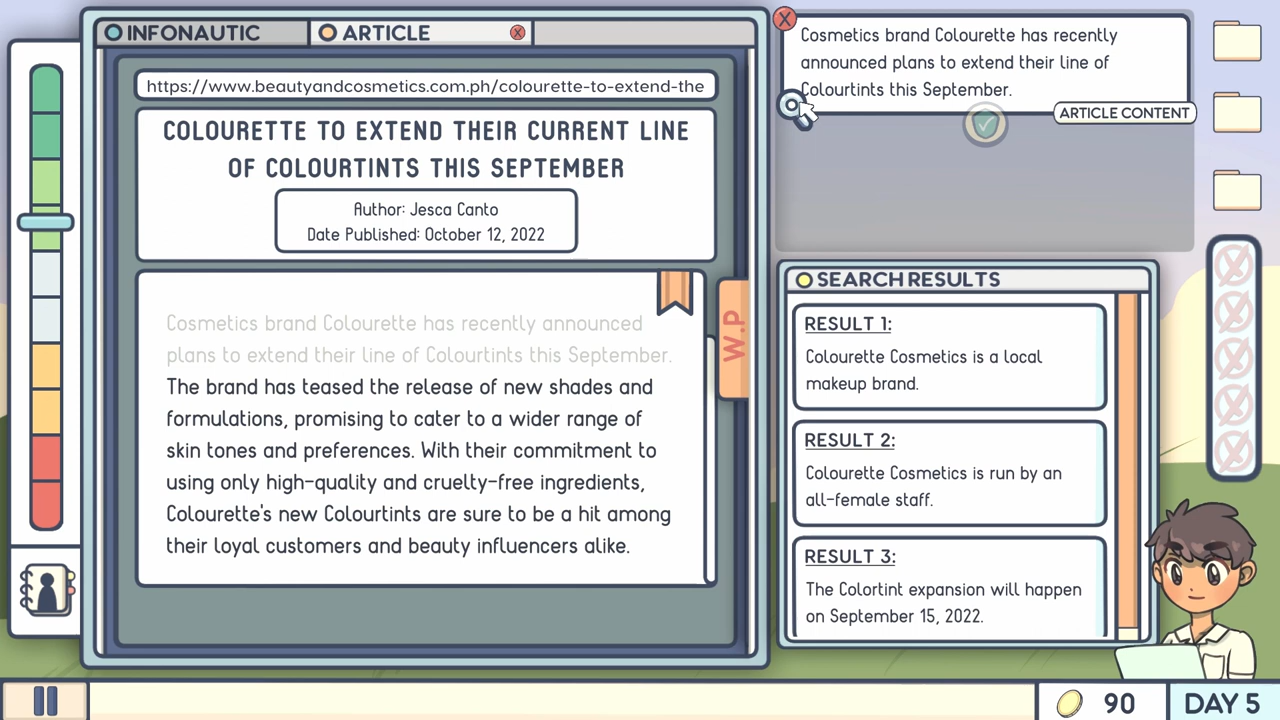 INFONAUTIC
ARTICLE
https://www.beautyandcosmetics.com.ph/colourette-to-extend-the
COLOURETTE TO EXTEND THEIR CURRENT LINE
OF COLOURTINTS THIS SEPTEMBER
Author: Jesca Canto
Date Published: October 12, 2022
Cosmetics brand Colourette has recently announced
plans to extend their line of Colourtints this September.
The brand has teased the release of new shades and
formulations, promising to cater to a wider range of
skin tones and preferences. With their commitment to
using only high-quality and cruelty-free ingredients,
Colourette's new Colourtints are sure to be a hit among
their loyal customers and beauty influencers alike.
W.P
Cosmetics brand Colourette has recently
announced plans to extend their line of
Colourtints this September.
ARTICLE CONTENT
SEARCH RESULTS
RESULT 1:
Colourette Cosmetics is a local
makeup brand.
RESULT 2:
Colourette Cosmetics is run by an
all-female staff.
RESULT 3:
The Colortint expansion will happen
on September 15, 2022.
90
DAY 5